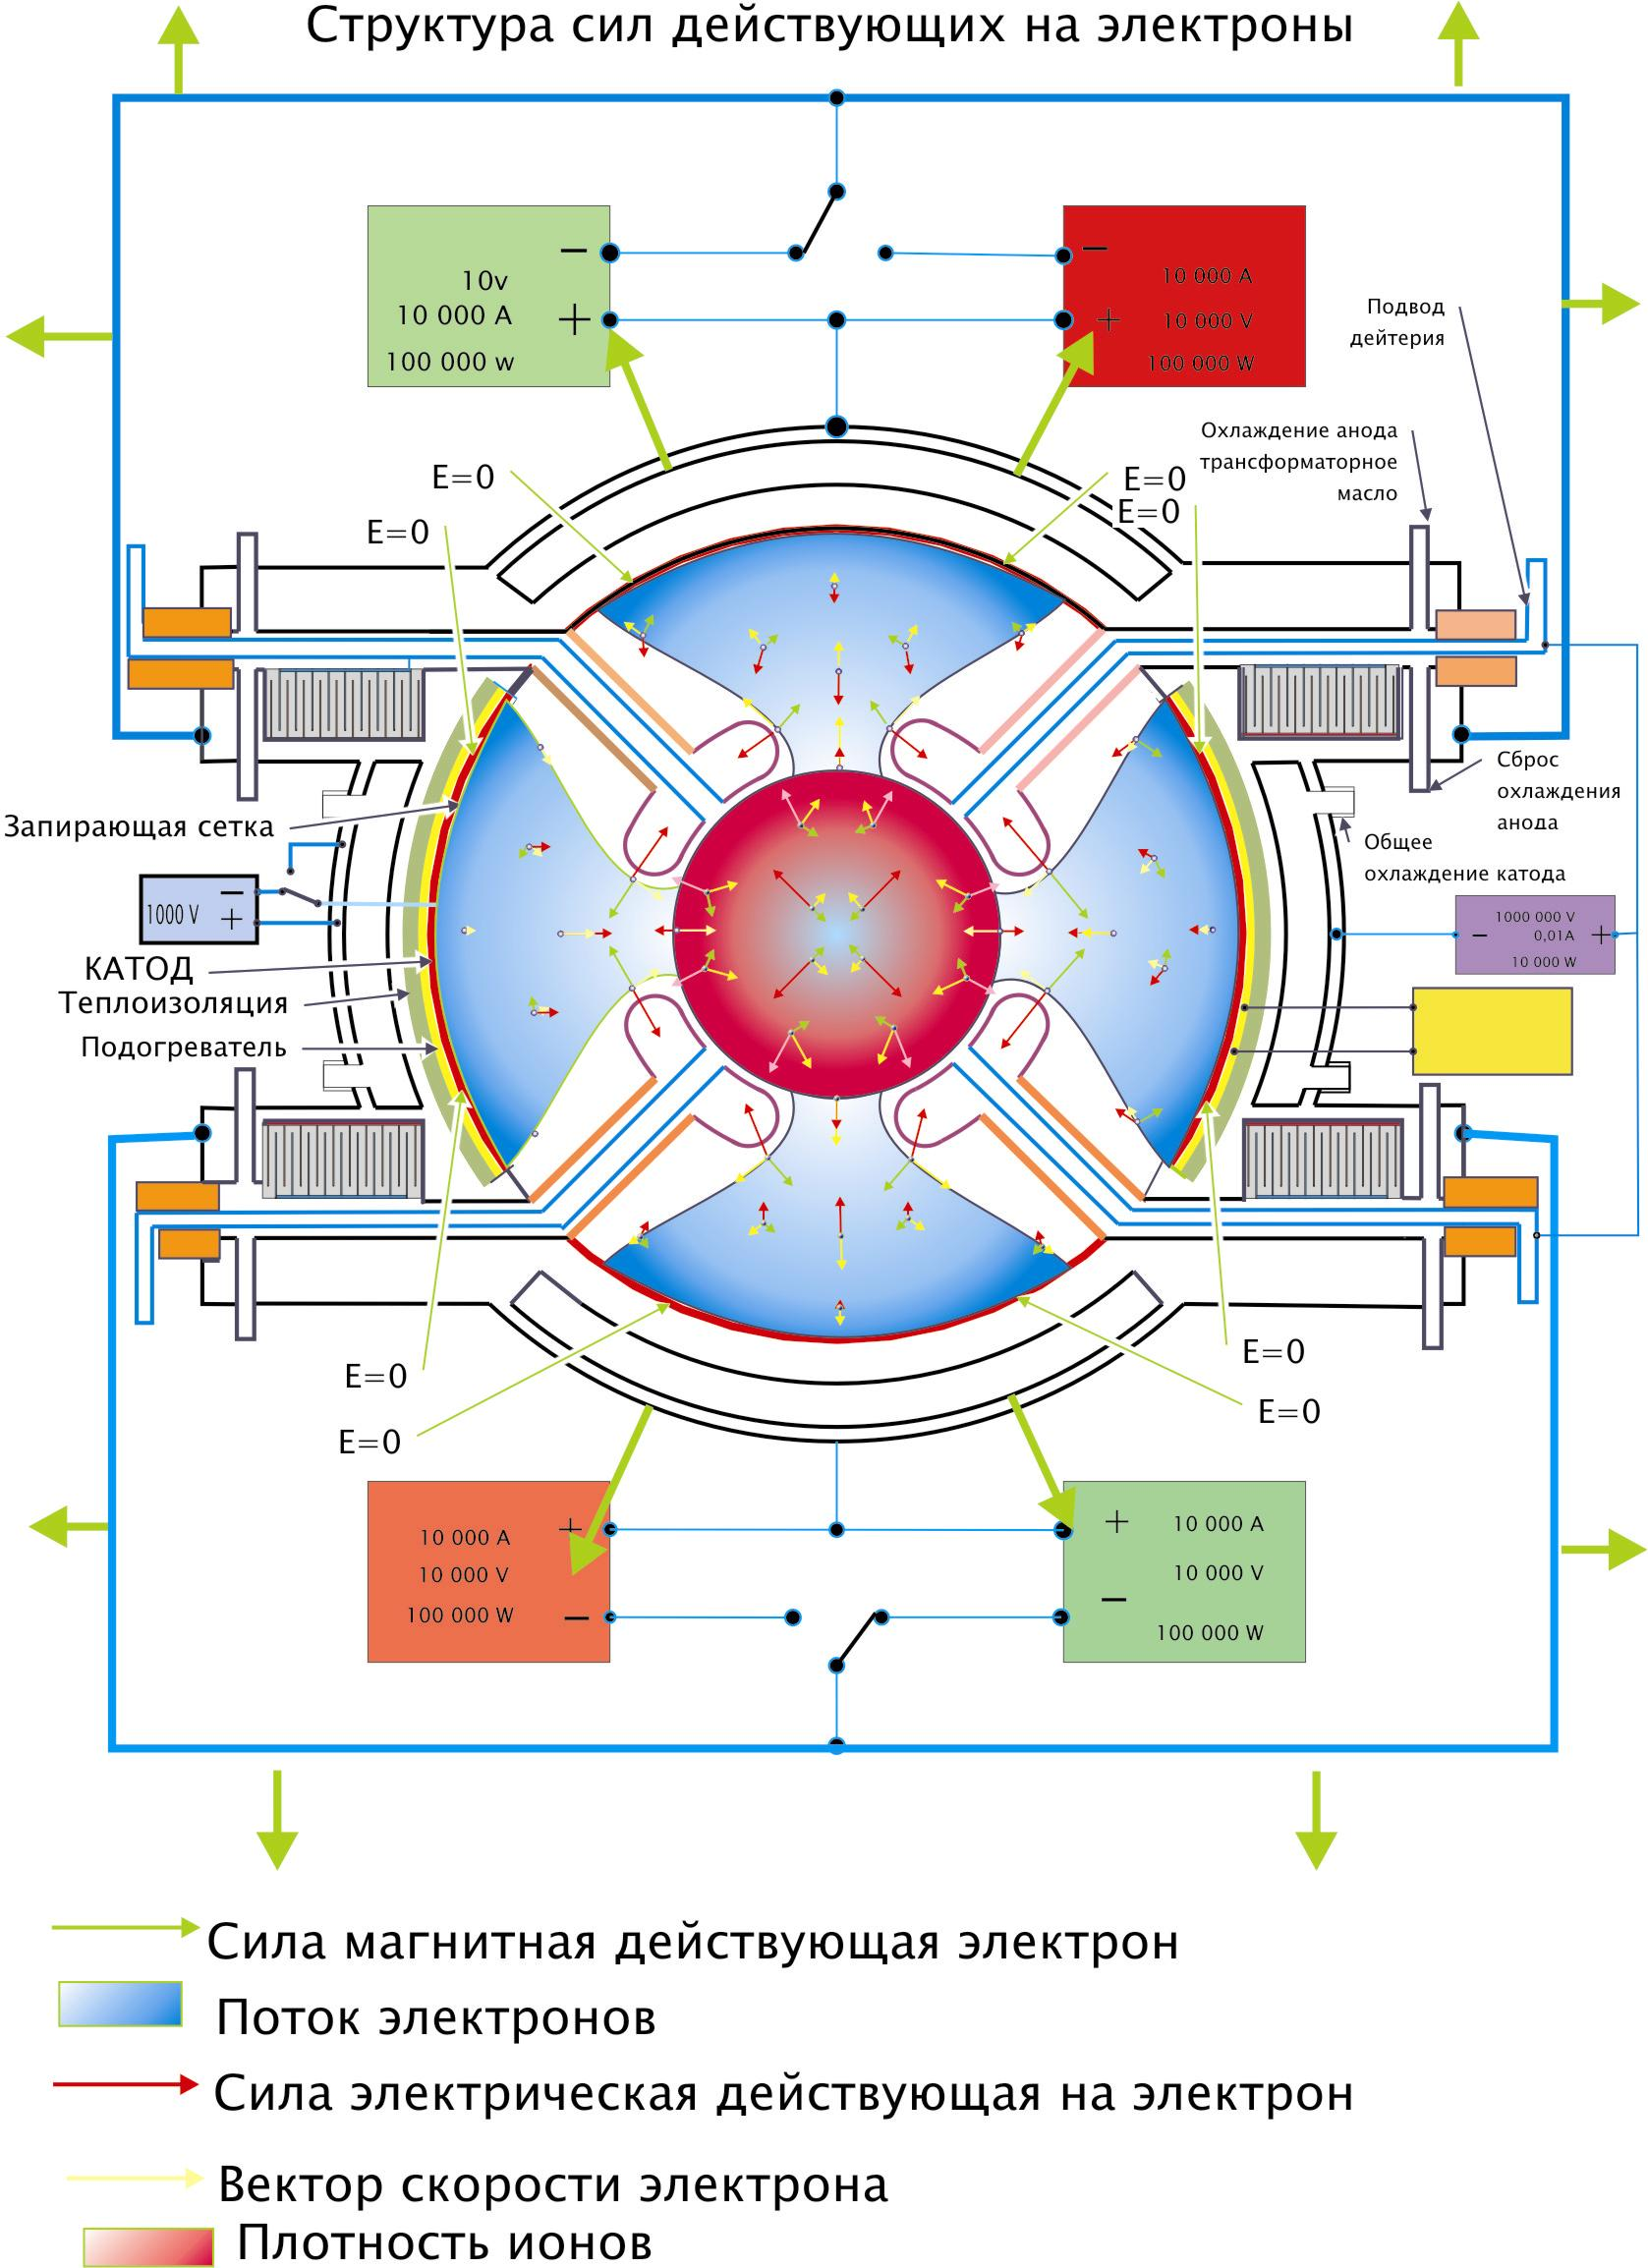 Структура сил действующих на электроны
−
10v
10 000 A
+
100 000 w
−
10 000 A
+
10 000 V
100 000 W
Подвод
дейтерия
Охлаждение анода
трансформаторное
масло
E=0
E=0
E=0
E=0
Запирающая сетка
1000 V
−
+
КАТОД
Теплоизоляция
Подогреватель
Сброс
охлаждения
анода
Общее
охлаждение катода
1000 000 V
−
0,01A
+
10 000 W
E=0
E=0
E=0
E=0
10 000 A
+
10 000 V
100 000 W
−
+
10 000 A
10 000 V
−
100 000 W
Сила магнитная действующая электрон
Поток электронов
Сила электрическая действующая на электрон
Вектор скорости электрона
Плотность ионов